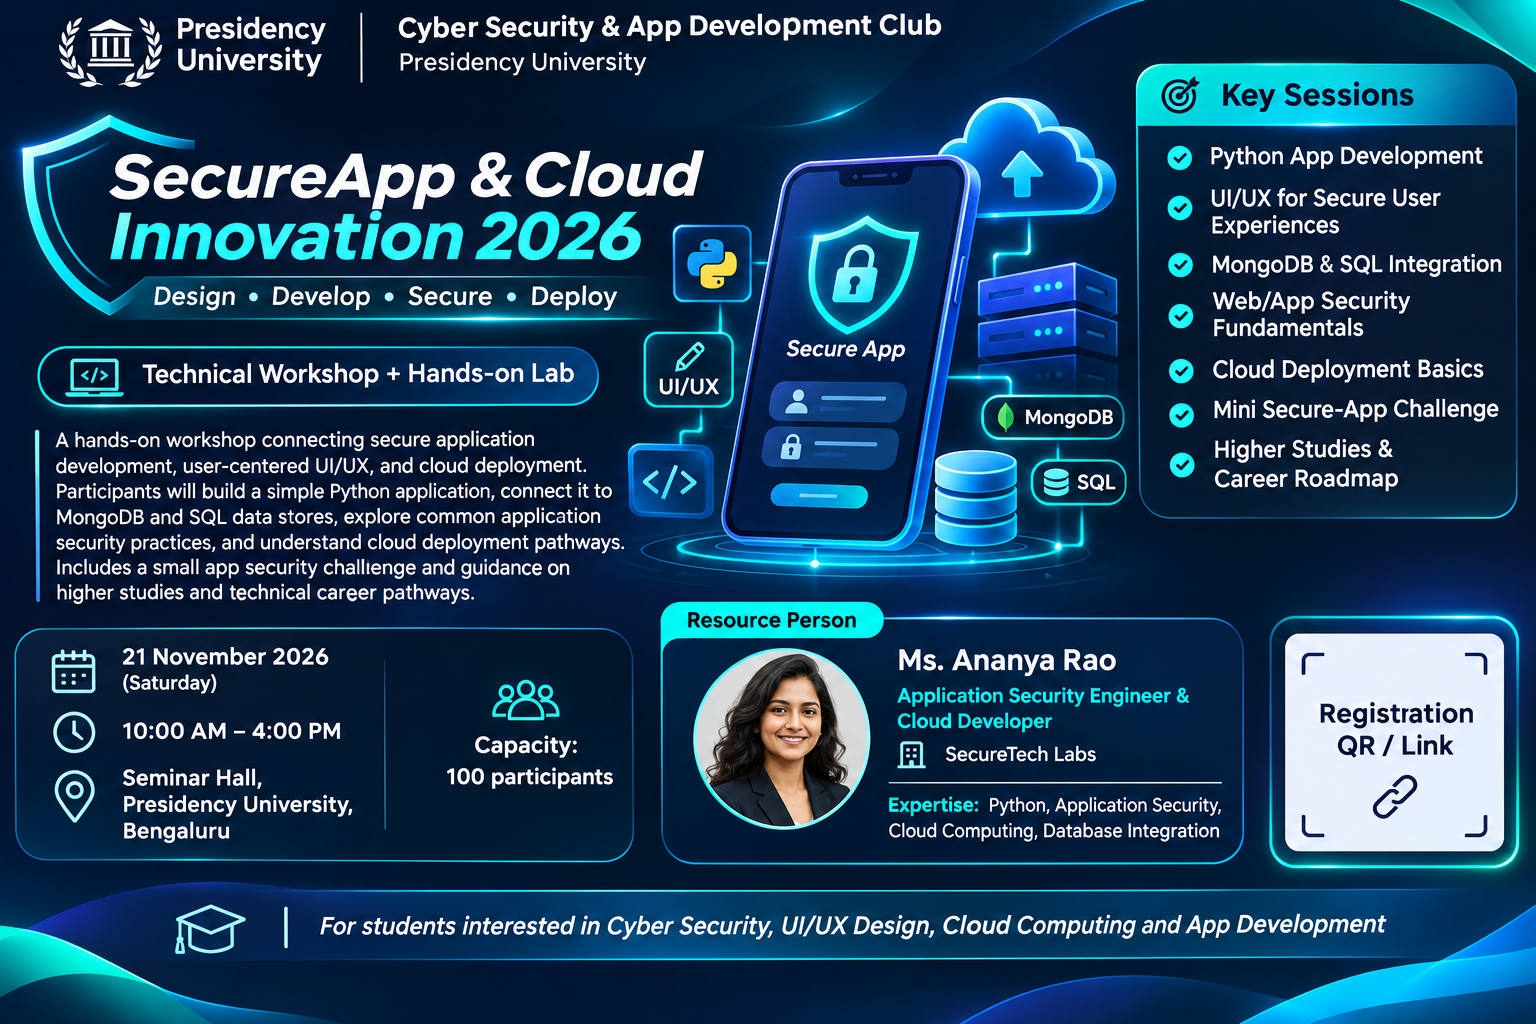 Presidency
University
Cyber Security & App Development Club
Presidency University
SecureApp & Cloud
Innovation 2026
Design • Develop • Secure • Deploy
Technical Workshop + Hands-on Lab
A hands-on workshop connecting secure application
development, user-centered UI/UX, and cloud deployment.
Participants will build a simple Python application, connect it to
MongoDB and SQL data stores, explore common application
security practices, and understand cloud deployment pathways.
Includes a small app security challenge and guidance on
higher studies and technical career pathways.
UI/UX
</>
Secure App
MongoDB
SQL
Key Sessions
Python App Development
UI/UX for Secure User
Experiences
MongoDB & SQL Integration
Web/App Security
Fundamentals
Cloud Deployment Basics
Mini Secure-App Challenge
Higher Studies &
Career Roadmap
21 November 2026
(Saturday)
10:00 AM – 4:00 PM
Seminar Hall,
Presidency University,
Bengaluru
Capacity:
100 participants
Resource Person
Ms. Ananya Rao
Application Security Engineer &
Cloud Developer
SecureTech Labs
Expertise: Python, Application Security,
Cloud Computing, Database Integration
Registration
QR / Link
For students interested in Cyber Security, UI/UX Design, Cloud Computing and App Development